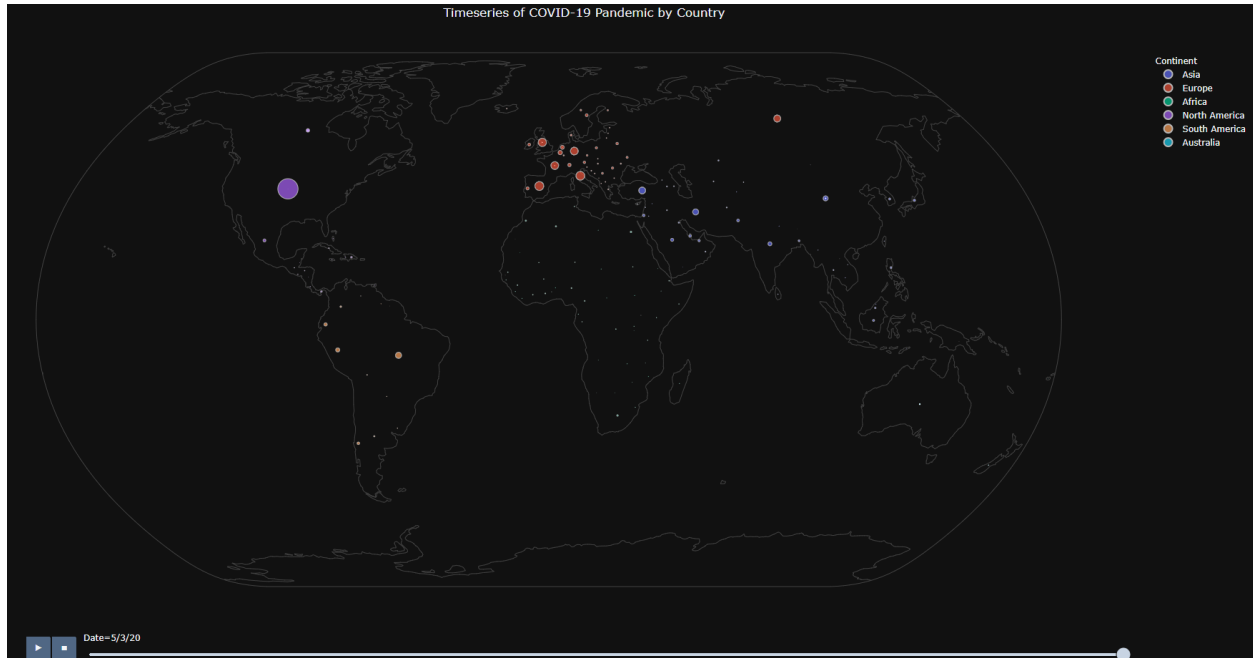 Timeseries of COVID-19 Pandemic by Country
Continent
Asia
Europe
Africa
North America
South America
Australia
Date=5/3/20